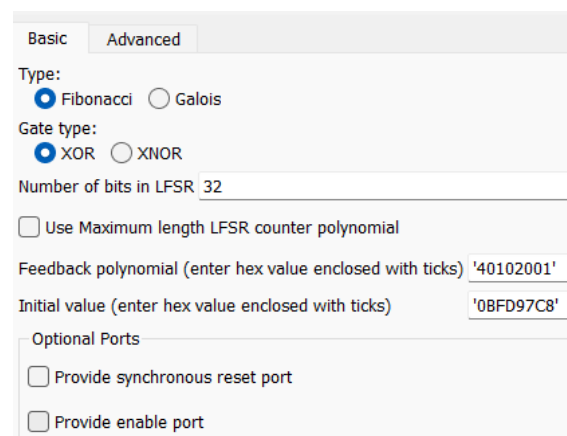 Basic Advanced
Type:
Fibonacci Galois
Gate type:
XOR XNOR
Number of bits in LFSR 32
Use Maximum length LFSR counter polynomial
Feedback polynomial (enter hex value enclosed with ticks) '40102001'
Initial value (enter hex value enclosed with ticks) '0BFD97C8'
Optional Ports
Provide synchronous reset port
Provide enable port